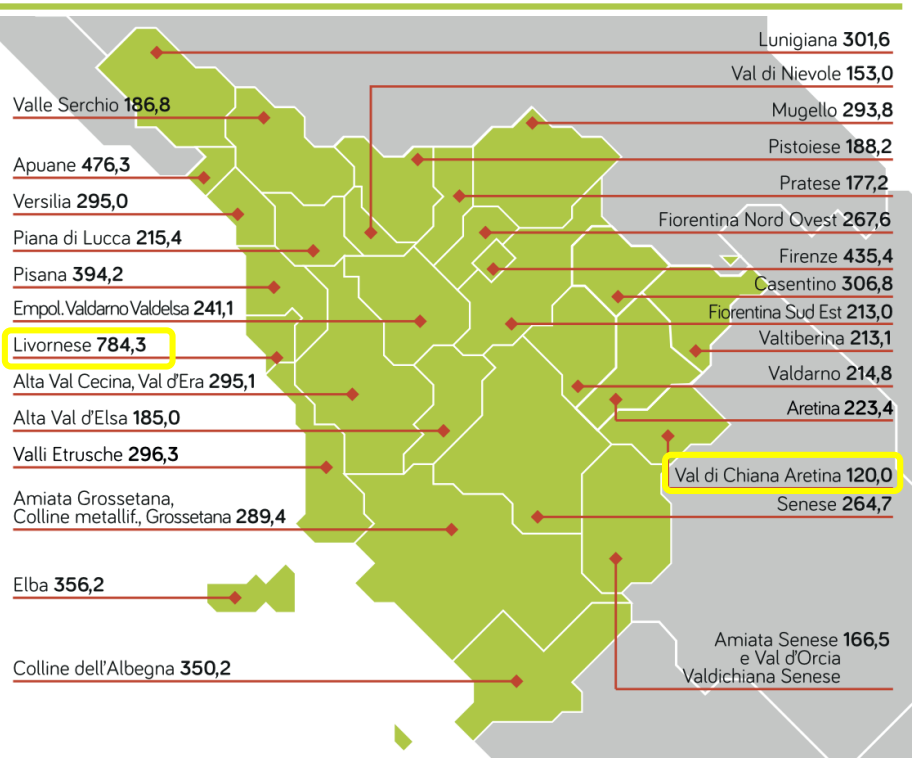 Lunigiana 301,6
Val di Nievole 153,0
Valle Serchio 186,8
Mugello 293,8
Pistoiese 188,2
Apuane 476,3
Pratese 177,2
Versilia 295,0
Fiorentina Nord Ovest 267,6
Piana di Lucca 215,4
Firenze 435,4
Pisana 394,2
Casentino 306,8
Empol. Valdarno Valdelsa 241,1
Fiorentina Sud Est 213,0
Valtiberina 213,1
Livornese 784,3
Valdarno 214,8
Alta Val Cecina, Val d'Era 295,1
Aretina 223,4
Alta Val d'Elsa 185,0
Valli Etrusche 296,3
Val di Chiana Aretina 120,0
Amiata Grossetana,
Colline metallif., Grossetana 289,4
Senese 264,7
Elba 356,2
Amiata Senese 166,5
e Val d'Orcia
Valdichiana Senese
Colline dell'Albegna 350,2